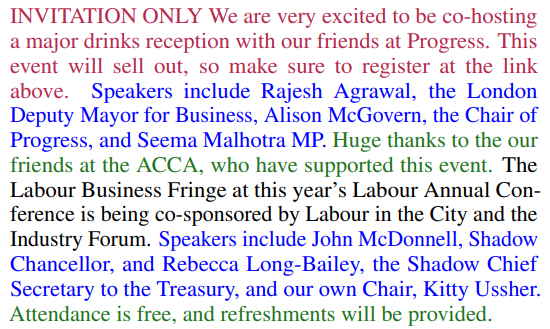 INVITATION ONLY We are very excited to be co-hosting
a major drinks reception with our friends at Progress. This
event will sell out, so make sure to register at the link
above. Speakers include Rajesh Agrawal, the London
Deputy Mayor for Business, Alison McGovern, the Chair of
Progress, and Seema Malhotra MP. Huge thanks to the our
friends at the ACCA, who have supported this event. The
Labour Business Fringe at this year's Labour Annual Con-
ference is being co-sponsored by Labour in the City and the
Industry Forum. Speakers include John McDonnell, Shadow
Chancellor, and Rebecca Long-Bailey, the Shadow Chief
Secretary to the Treasury, and our own Chair, Kitty Ussher.
Attendance is free, and refreshments will be provided.